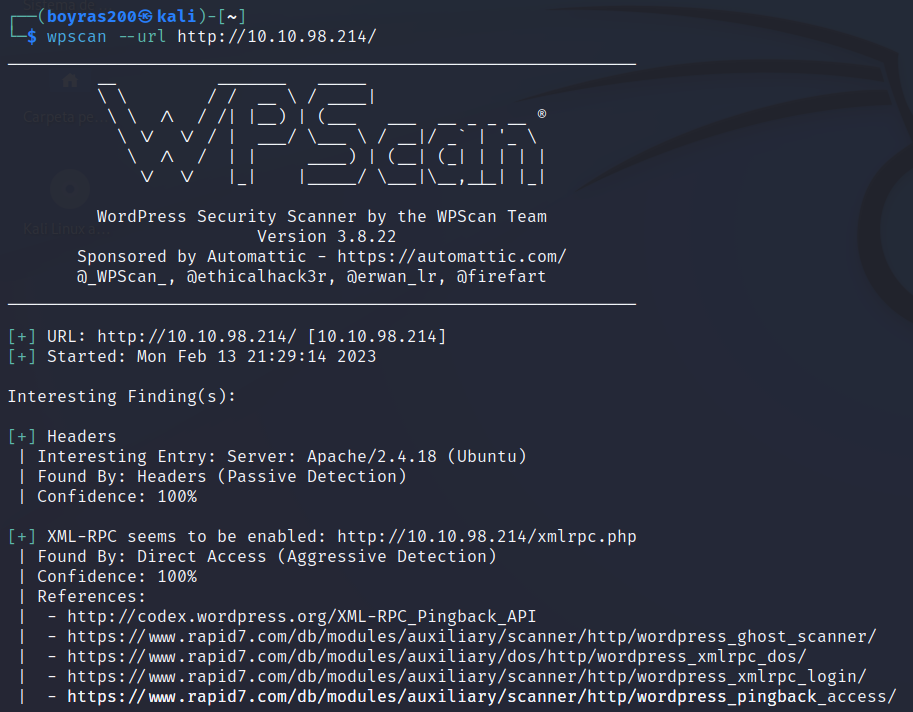 ┌──(boyras200㉿kali)-[~]
└─$ wpscan --url http://10.10.98.214/
WPScan ®
WordPress Security Scanner by the WPScan Team
Version 3.8.22
Sponsored by Automattic - https://automattic.com/
@_WPScan_, @ethicalhack3r, @erwan_lr, @firefart
[+] URL: http://10.10.98.214/ [10.10.98.214]
[+] Started: Mon Feb 13 21:29:14 2023
Interesting Finding(s):
[+] Headers
| Interesting Entry: Server: Apache/2.4.18 (Ubuntu)
| Found By: Headers (Passive Detection)
| Confidence: 100%
[+] XML-RPC seems to be enabled: http://10.10.98.214/xmlrpc.php
| Found By: Direct Access (Aggressive Detection)
| Confidence: 100%
| References:
|  - http://codex.wordpress.org/XML-RPC_Pingback_API
|  - https://www.rapid7.com/db/modules/auxiliary/scanner/http/wordpress_ghost_scanner/
|  - https://www.rapid7.com/db/modules/auxiliary/dos/http/wordpress_xmlrpc_dos/
|  - https://www.rapid7.com/db/modules/auxiliary/scanner/http/wordpress_xmlrpc_login/
|  - https://www.rapid7.com/db/modules/auxiliary/scanner/http/wordpress_pingback_access/
Carpeta pe...
Kali Linux a...